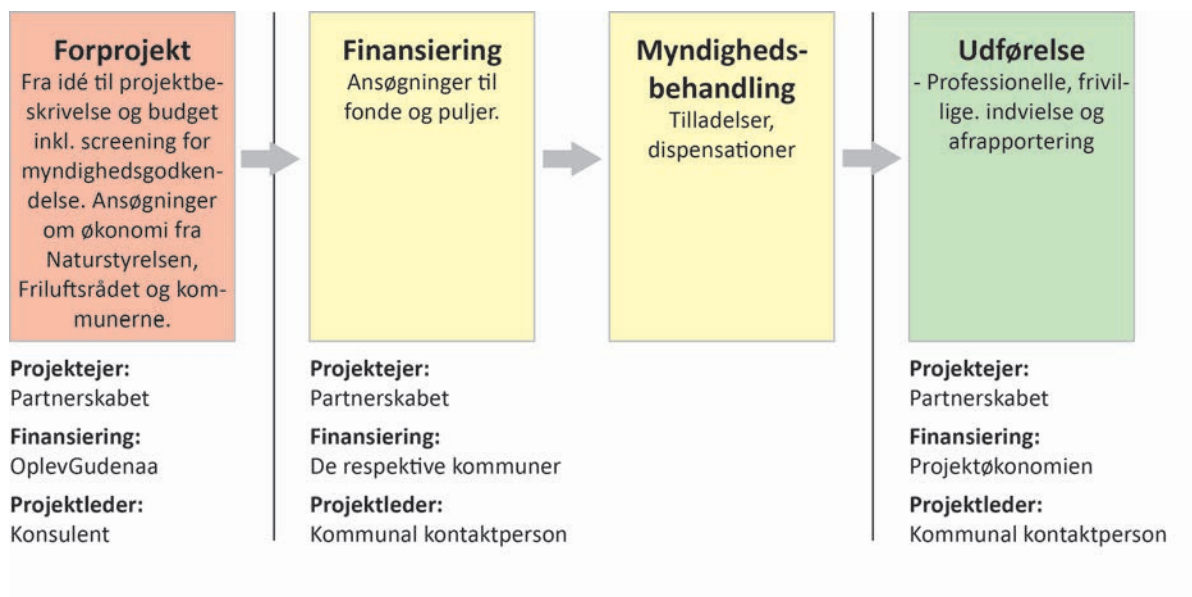 Forprojekt
Fra idé til projektbe-
skrivelse og budget
inkl. screening for
myndighedsgodken-
delse. Ansøgninger
om økonomi fra
Naturstyrelsen,
Friluftsrådet og kom-
munerne.
Projektejer:
Partnerskabet
Finansiering:
OplevGudenaa
Projektleder:
Konsulent
Finansiering
Ansøgninger til
fonde og puljer.
Projektejer:
Partnerskabet
Finansiering:
De respektive kommuner
Projektleder:
Kommunal kontaktperson
Myndigheds-
behandling
Tilladelser,
dispensationer
Udførelse
- Professionelle, frivil-
lige. indvielse og
afrapportering
Projektejer:
Partnerskabet
Finansiering:
Projektøkonomien
Projektleder:
Kommunal kontaktperson